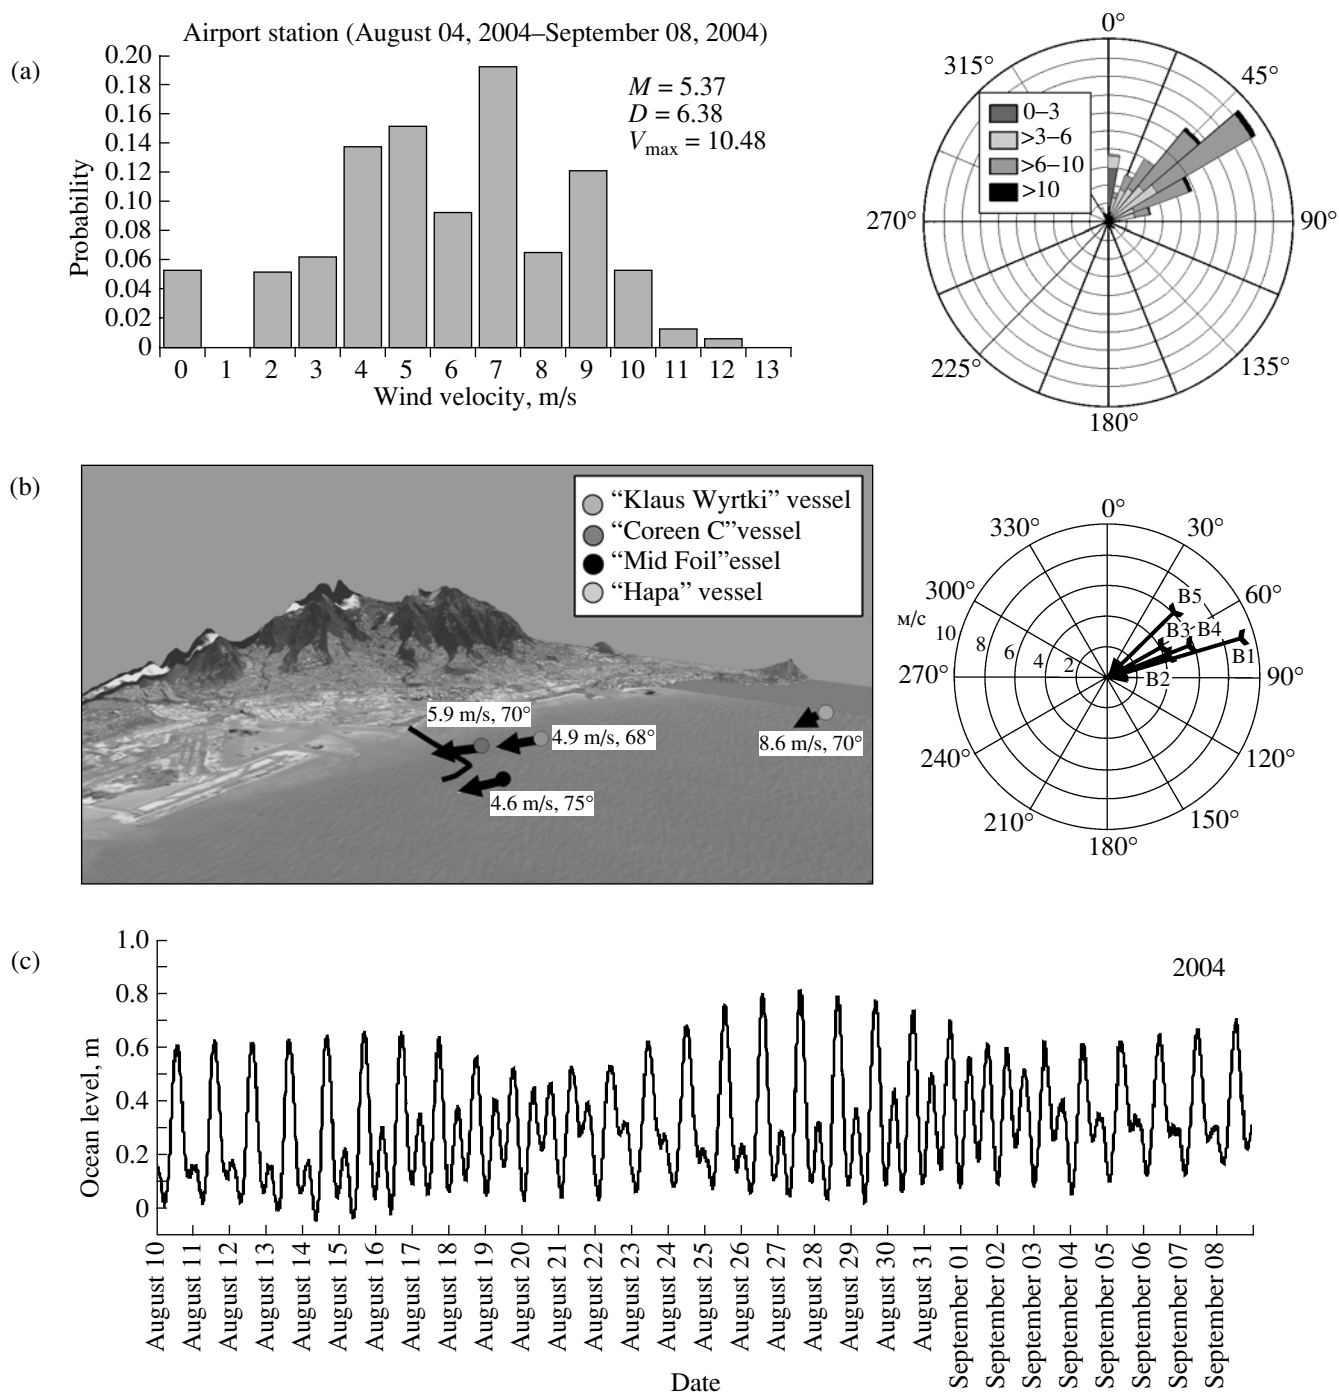 (a)
Airport station (August 04, 2004–September 08, 2004)
Probability
0.20
0.18
0.16
0.14
0.12
0.10
0.08
0.06
0.04
0.02
0
M = 5.37
D = 6.38
Vmax = 10.48
0 1 2 3 4 5 6 7 8 9 10 11 12 13
Wind velocity, m/s
0°
45°
90°
135°
180°
225°
270°
315°
0–3
>3–6
>6–10
>10
(b)
“Klaus Wyrtki” vessel
“Coreen C”vessel
“Mid Foil”essel
“Hapa” vessel
5.9 m/s, 70°
4.9 m/s, 68°
8.6 m/s, 70°
4.6 m/s, 75°
0°
30°
60°
90°
120°
150°
180°
210°
240°
270°
300°
330°
м/с
10 8 6 4 2
B5
B3 B4
B1
B2
(c)
2004
Ocean level, m
1.0
0.8
0.6
0.4
0.2
0
August 10
August 11
August 12
August 13
August 14
August 15
August 16
August 17
August 18
August 19
August 20
August 21
August 22
August 23
August 24
August 25
August 26
August 27
August 28
August 29
August 30
August 31
September 01
September 02
September 03
September 04
September 05
September 06
September 07
September 08
Date